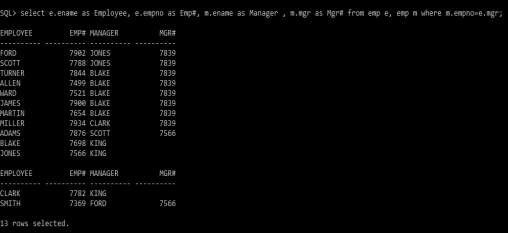 SQL> select e.ename as Employee, e.empno as Emp#, m.ename as Manager , m.mgr as Mgr# from emp e, emp m where m.empno=e.mgr;
EMPLOYEE EMP# MANAGER MGR#
---------- ---------- ---------- ----------
FORD 7902 JONES 7839
SCOTT 7788 JONES 7839
TURNER 7844 BLAKE 7839
ALLEN 7499 BLAKE 7839
WARD 7521 BLAKE 7839
JAMES 7900 BLAKE 7839
MARTIN 7654 BLAKE 7839
MILLER 7934 CLARK 7839
ADAMS 7876 SCOTT 7566
BLAKE 7698 KING
JONES 7566 KING
EMPLOYEE EMP# MANAGER MGR#
---------- ---------- ---------- ----------
CLARK 7782 KING
SMITH 7369 FORD 7566
13 rows selected.